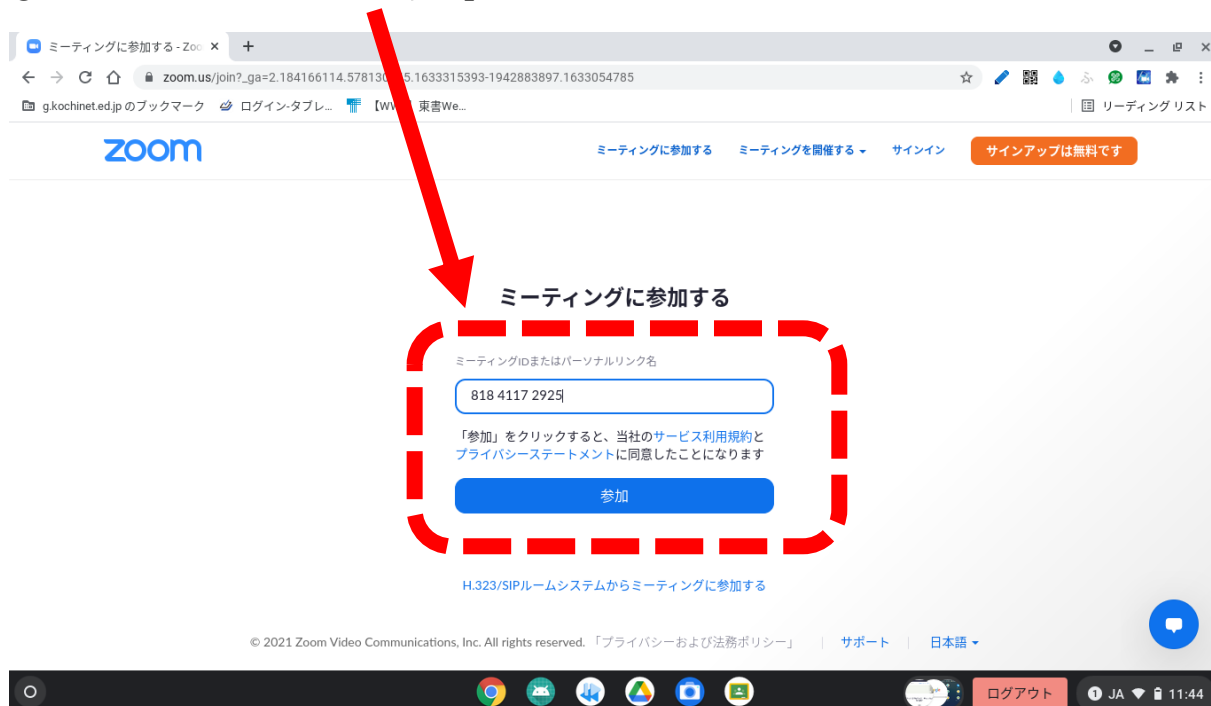 ミーティングに参加する - Zoo
zoom.us/join?_ga=2.184166114.578130
5.1633315393-1942883897.1633054785
g.kochinet.ed.jp のブックマーク
ログイン-タブレ…
東書We…
リーディング リスト
zoom
ミーティングに参加する
ミーティングを開催する
サインイン
サインアップは無料です
ミーティングに参加する
ミーティングIDまたはパーソナルリンク名
818 4117 2925
「参加」をクリックすると、当社のサービス利用規約と
プライバシーステートメントに同意したことになります
参加
H.323/SIPルームシステムからミーティングに参加する
© 2021 Zoom Video Communications, Inc. All rights reserved. 「プライバシーおよび法務ポリシー」
サポート
日本語
ログアウト
1 JA 11:44